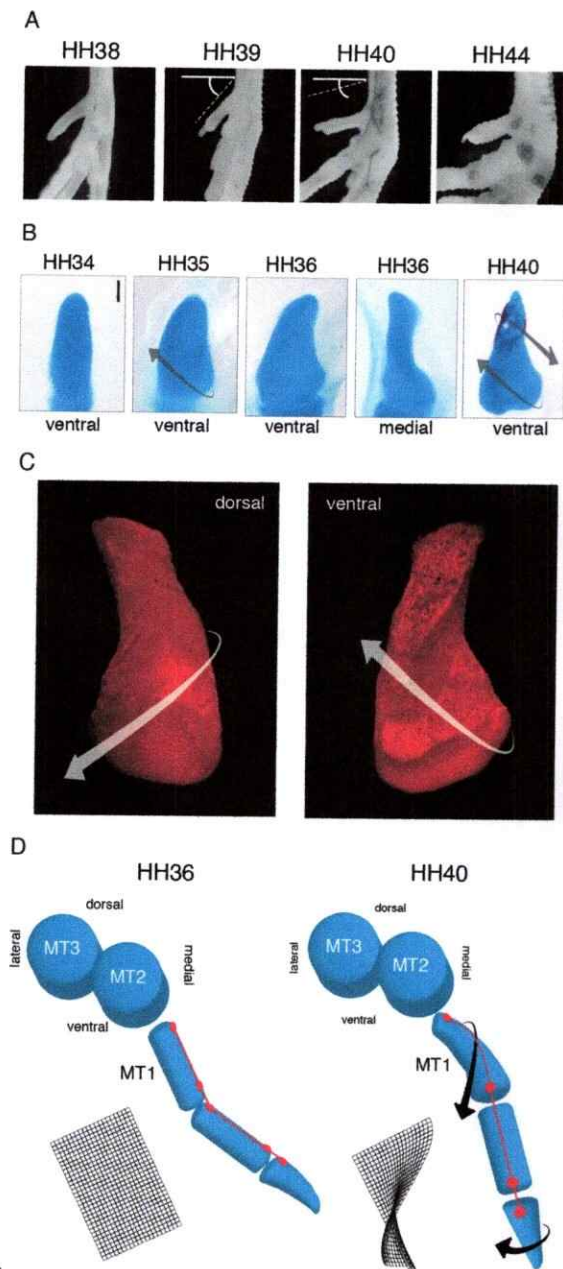 A
HH38 HH39 HH40 HH44
B
HH34 HH35 HH36 HH36 HH40
ventral ventral ventral medial ventral
C
dorsal ventral
D
HH36 HH40
dorsal dorsal
lateral MT3 MT2 medial lateral MT3 MT2 medial
ventral ventral
MT1 MT1